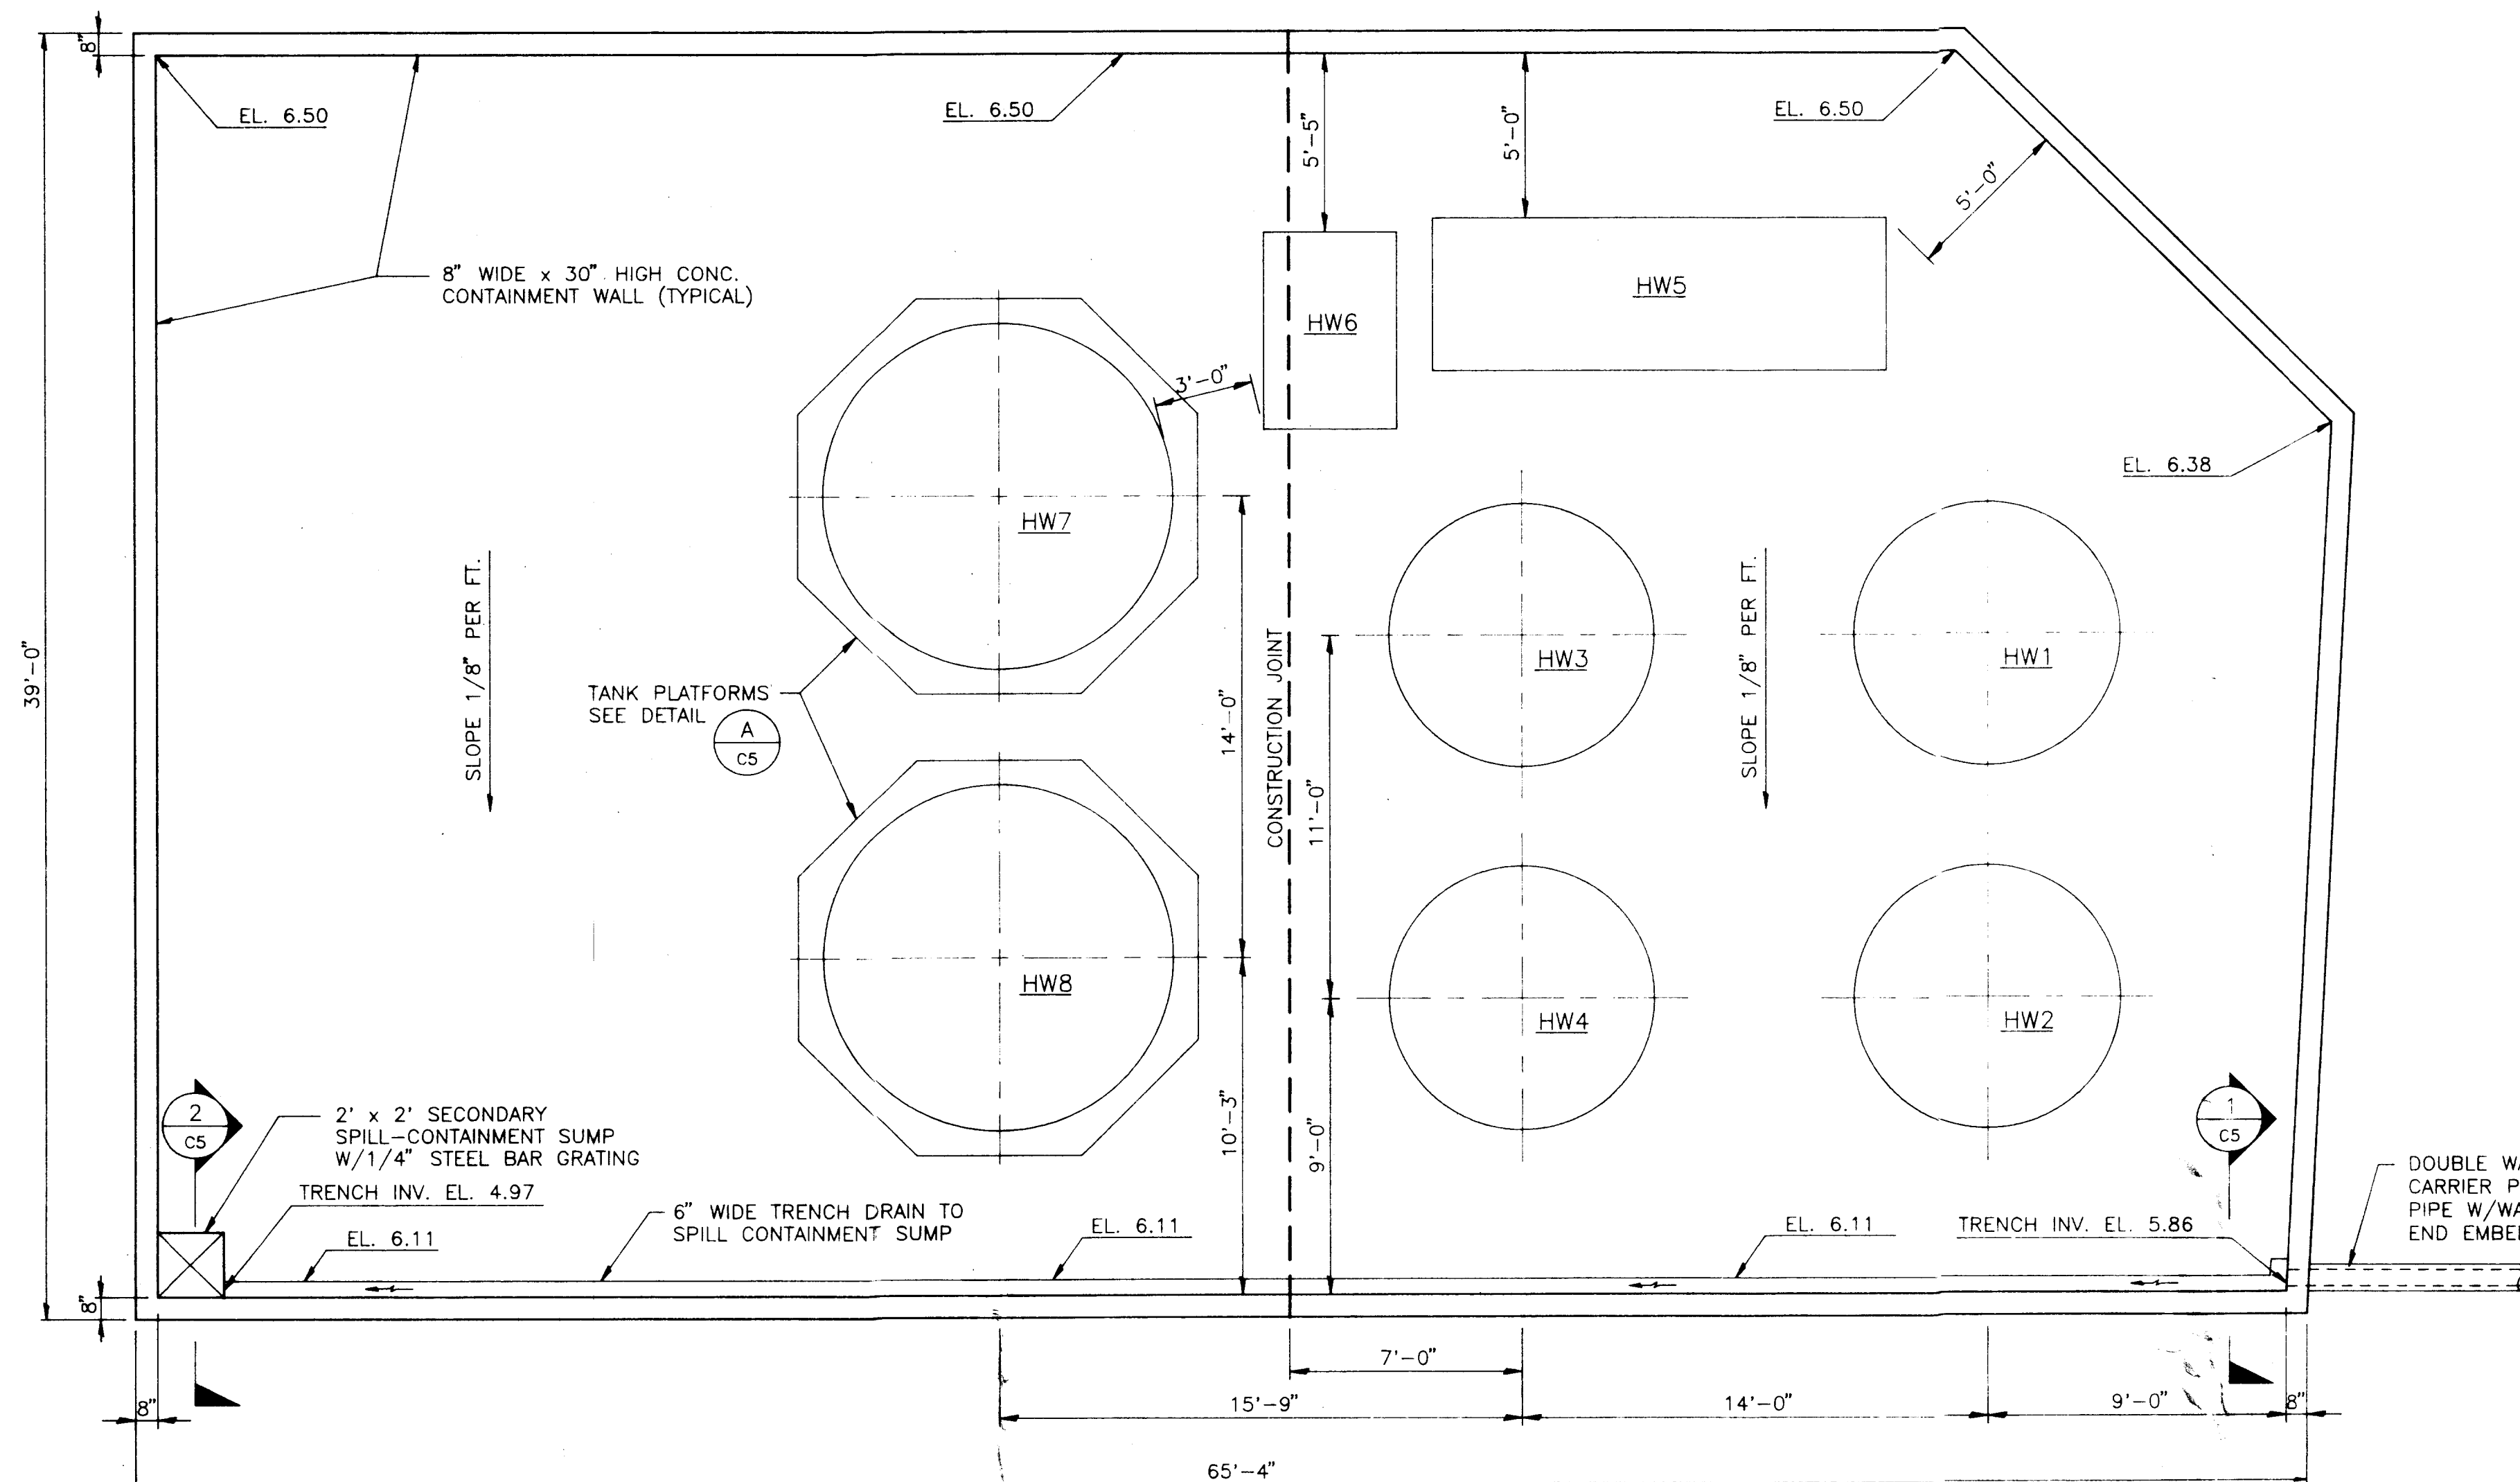 8"
EL. 6.50
EL. 6.50
EL. 6.50
5'-5"
5'-0"
5'-0"
8" WIDE x 30" HIGH CONC.
CONTAINMENT WALL (TYPICAL)
HW5
HW6
3'-0"
EL. 6.38
HW7
SLOPE 1/8" PER FT.
SLOPE 1/8" PER FT.
39'-0"
TANK PLATFORMS
SEE DETAIL
A
C5
14'-0"
CONSTRUCTION JOINT
11'-0"
HW3
HW1
HW8
HW4
HW2
10'-3"
9'-0"
2
C5
2' x 2' SECONDARY
SPILL-CONTAINMENT SUMP
W/1/4" STEEL BAR GRATING
TRENCH INV. EL. 4.97
EL. 6.11
6" WIDE TRENCH DRAIN TO
SPILL CONTAINMENT SUMP
EL. 6.11
EL. 6.11
TRENCH INV. EL. 5.86
1
C5
DOUBLE W
CARRIER P
PIPE W/WA
END EMBE
8"
7'-0"
8"
15'-9"
14'-0"
9'-0"
8"
65'-4"